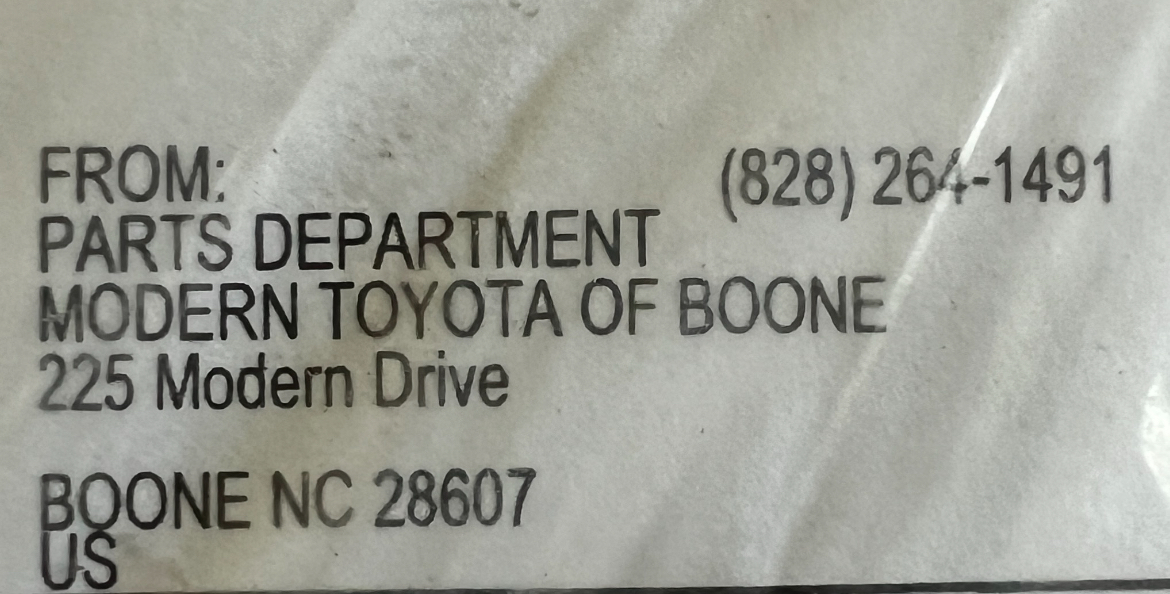 FROM: (828) 264-1491
PARTS DEPARTMENT
MODERN TOYOTA OF BOONE
225 Modern Drive
BOONE NC 28607
US